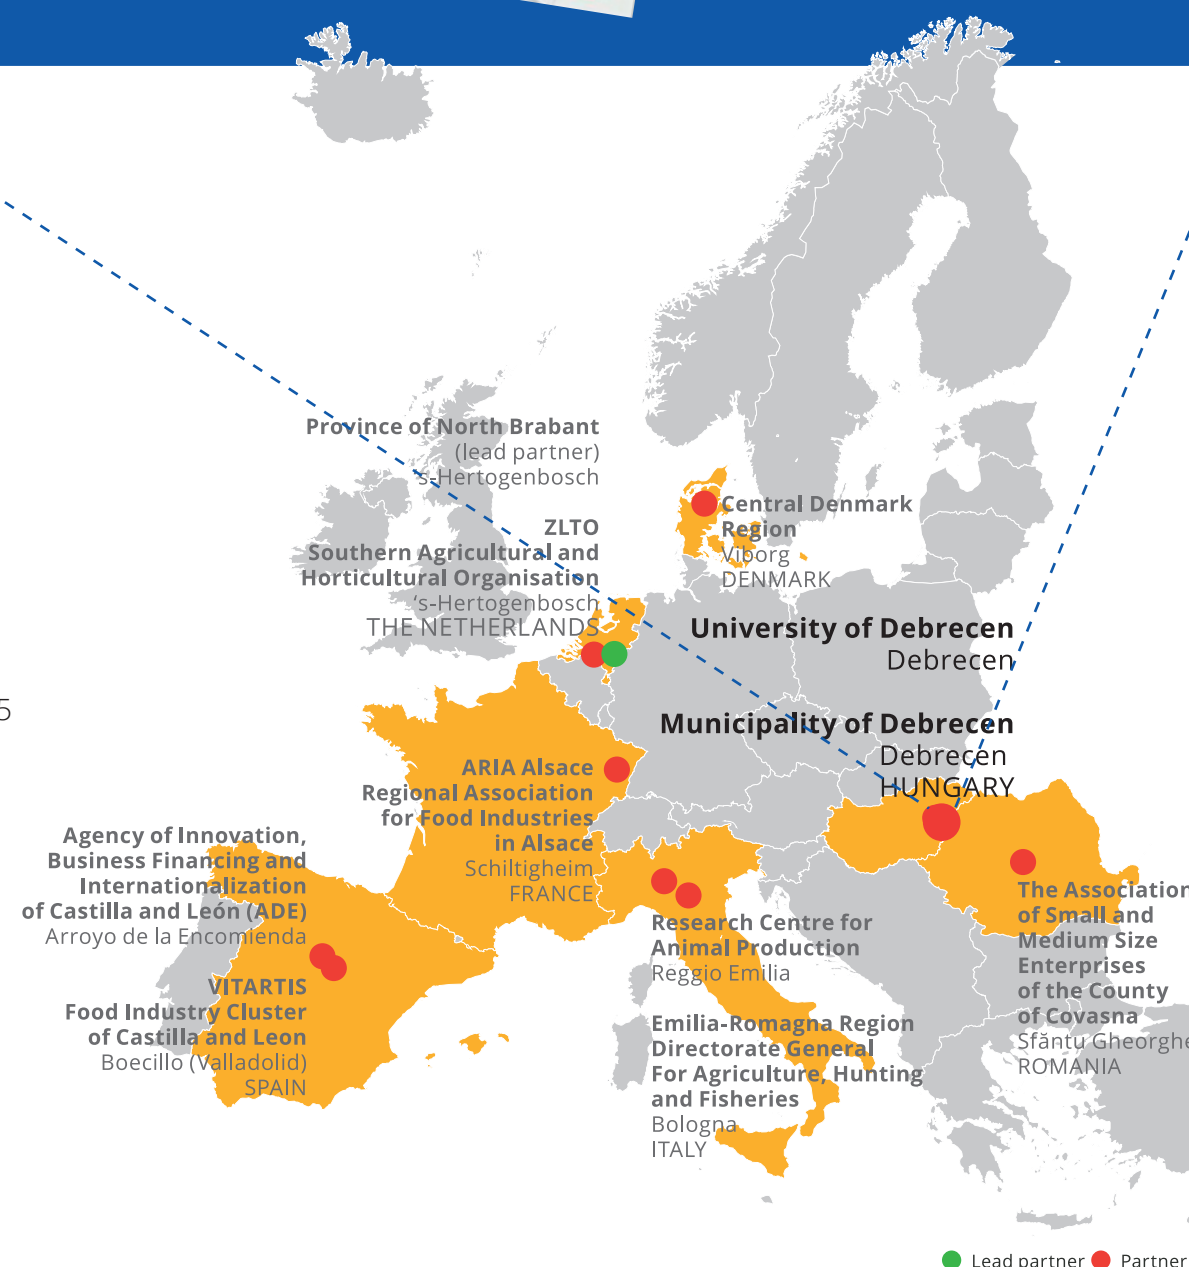 Province of North Brabant
(lead partner)
's-Hertogenbosch
ZLTO
Southern Agricultural and
Horticultural Organisation
‘s-Hertogenbosch
THE NETHERLANDS
Central Denmark
Region
Viborg
DENMARK
University of Debrecen
Debrecen
Municipality of Debrecen
Debrecen
HUNGARY
5
ARIA Alsace
Regional Association
for Food Industries
in Alsace
Schiltigheim
FRANCE
Agency of Innovation,
Business Financing and
Internationalization
of Castilla and León (ADE)
Arroyo de la Encomienda
VITARTIS
Food Industry Cluster
of Castilla and Leon
Boecillo (Valladolid)
SPAIN
Research Centre for
Animal Production
Reggio Emilia
Emilia-Romagna Region
Directorate General
For Agriculture, Hunting
and Fisheries
Bologna
ITALY
The Association
of Small and
Medium Size
Enterprises
of the County
of Covasna
Sfăntu Gheorghe
ROMANIA
Lead partner
Partner